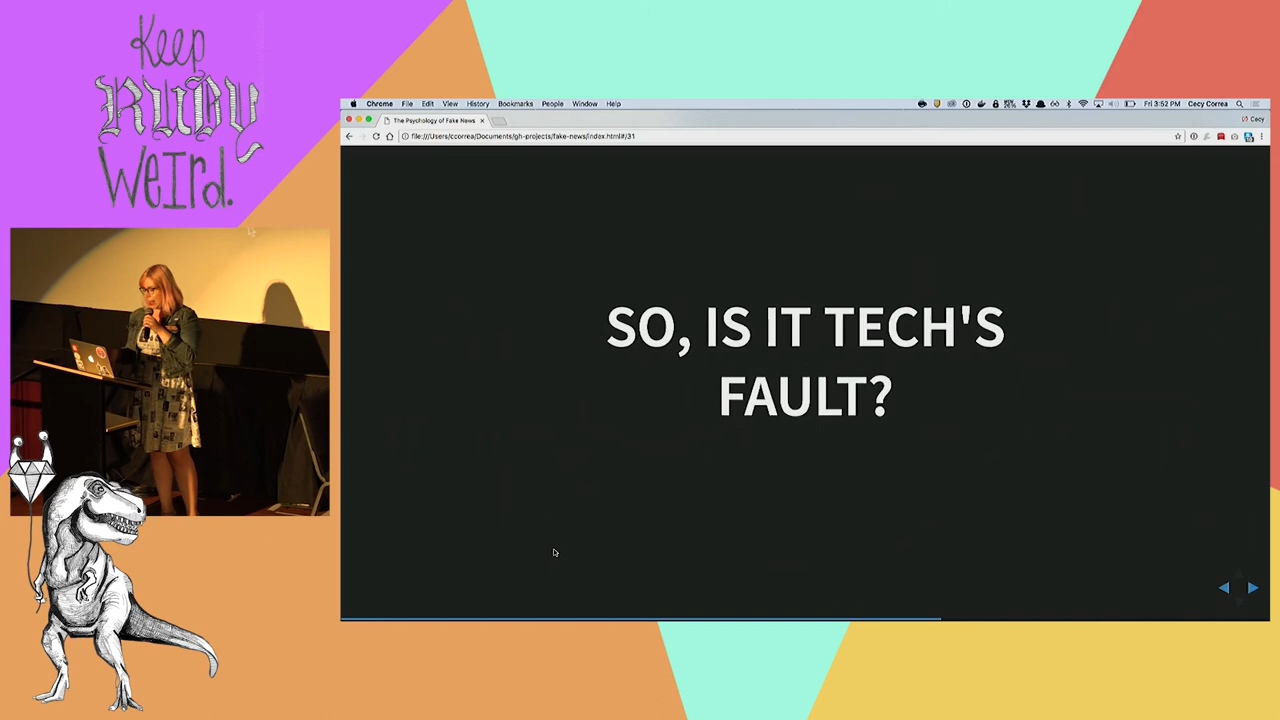 Keep
RUBY
Weird.
Chrome File Edit View History Bookmarks People Window Help
Fri 3:52 PM Cecy Correa
The Psychology of Fake News
Cecy
file:///Users/ccorrea/Documents/gh-projects/fake-news/index.html#/31
SO, IS IT TECH'S
FAULT?